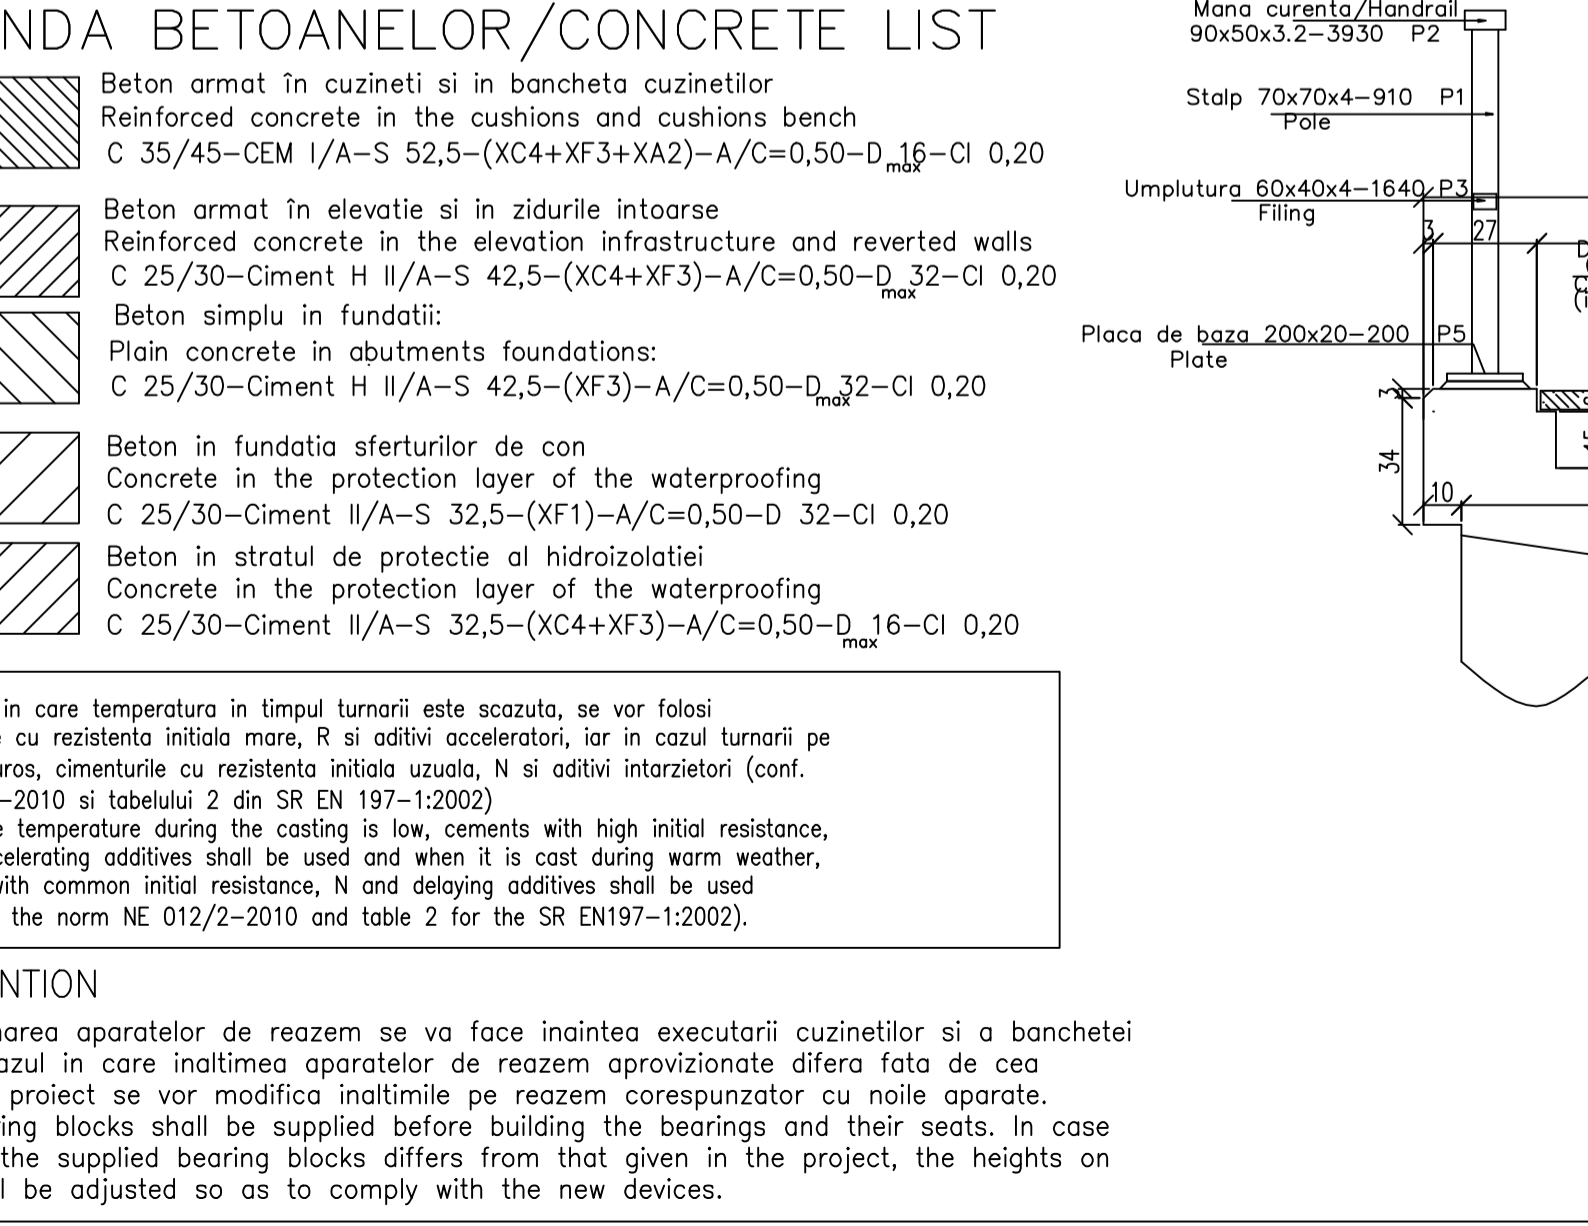 NDA BETOANELOR/CONCRETE LIST
Beton armat în cuzineti si in bancheta cuzinetilor
Reinforced concrete in the cushions and cushions bench
C 35/45-CEM I/A-S 52,5-(XC4+XF3+XA2)-A/C=0,50-Dmax16-Cl 0,20
Beton armat în elevatie si in zidurile intoarse
Reinforced concrete in the elevation infrastructure and reverted walls
C 25/30-Ciment H II/A-S 42,5-(XC4+XF3)-A/C=0,50-Dmax32-Cl 0,20
Beton simplu in fundatii:
Plain concrete in abutments foundations:
C 25/30-Ciment H II/A-S 42,5-(XF3)-A/C=0,50-Dmax32-Cl 0,20
Beton in fundatia sferturilor de con
Concrete in the protection layer of the waterproofing
C 25/30-Ciment II/A-S 32,5-(XF1)-A/C=0,50-D 32-Cl 0,20
Beton in stratul de protectie al hidroizolatiei
Concrete in the protection layer of the waterproofing
C 25/30-Ciment II/A-S 32,5-(XC4+XF3)-A/C=0,50-Dmax16-Cl 0,20
in care temperatura in timpul turnarii este scazuta, se vor folosi
cu rezistenta initiala mare, R si aditivi acceleratori, iar in cazul turnarii pe
uros, cimenturile cu rezistenta initiala uzuala, N si aditivi intarzietori (conf.
-2010 si tabelului 2 din SR EN 197-1:2002)
e temperature during the casting is low, cements with high initial resistance,
celerating additives shall be used and when it is cast during warm weather,
with common initial resistance, N and delaying additives shall be used
the norm NE 012/2-2010 and table 2 for the SR EN197-1:2002).
NTION
narea aparatelor de reazem se va face inaintea executarii cuzinetilor si a banchetei
azul in care inaltimea aparatelor de reazem aprovizionate difera fata de cea
proiect se vor modifica inaltimile pe reazem corespunzator cu noile aparate.
ing blocks shall be supplied before building the bearings and their seats. In case
the supplied bearing blocks differs from that given in the project, the heights on
l be adjusted so as to comply with the new devices.
Mana curenta/Handrail
90x50x3.2-3930 P2
Stalp 70x70x4-910 P1
Pole
Umplutura 60x40x4-1640 P3
Filing
3 27
Placa de baza 200x20-200 P5
Plate
3
34
10